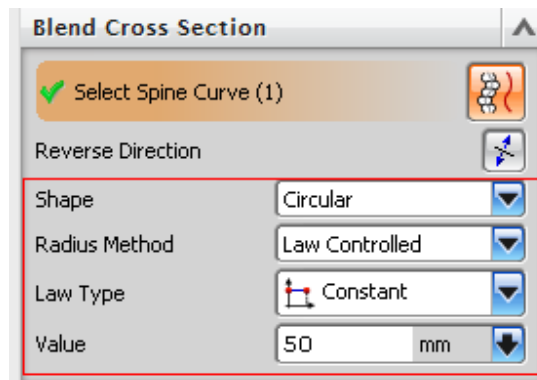 Blend Cross Section
Select Spine Curve (1)
Reverse Direction
Shape Circular
Radius Method Law Controlled
Law Type Constant
Value 50 mm